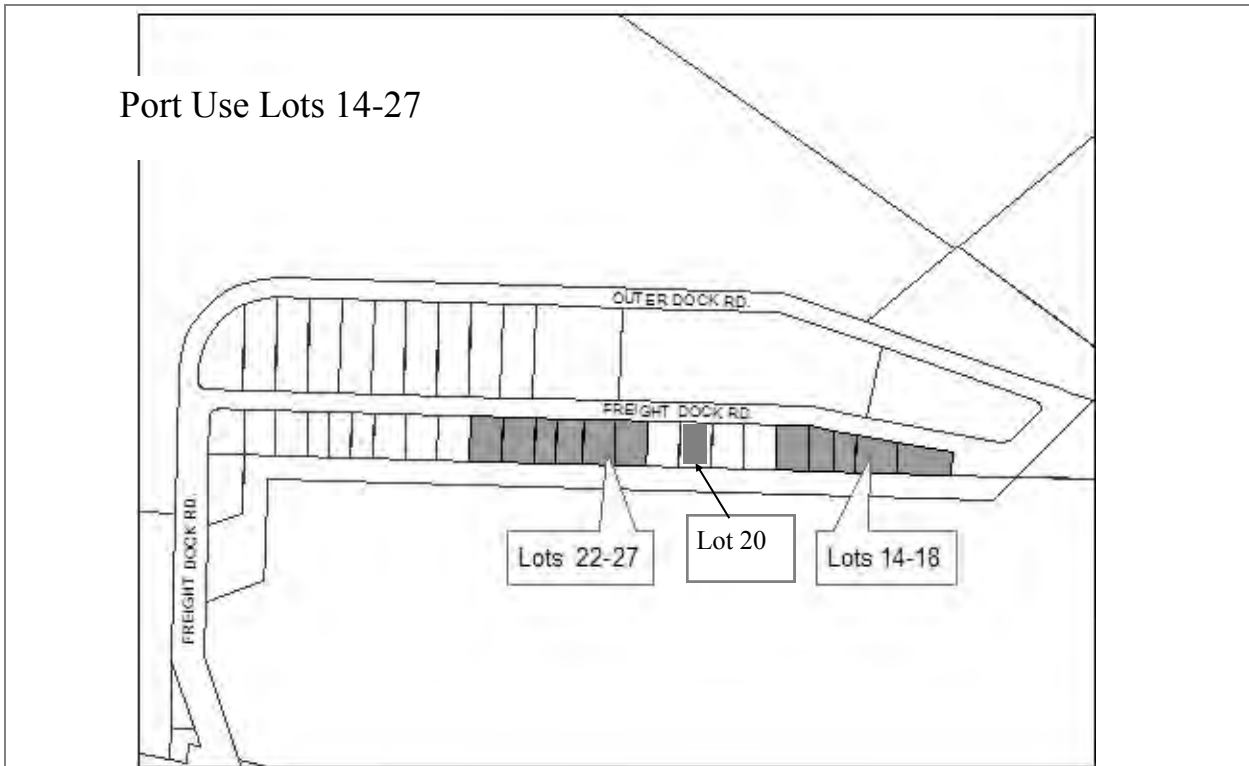 Port Use Lots 14-27
OUTER DOCK RD.
FREIGHT DOCK RD.
FREIGHT DOCK RD.
Lots 22-27
Lot 20
Lots 14-18